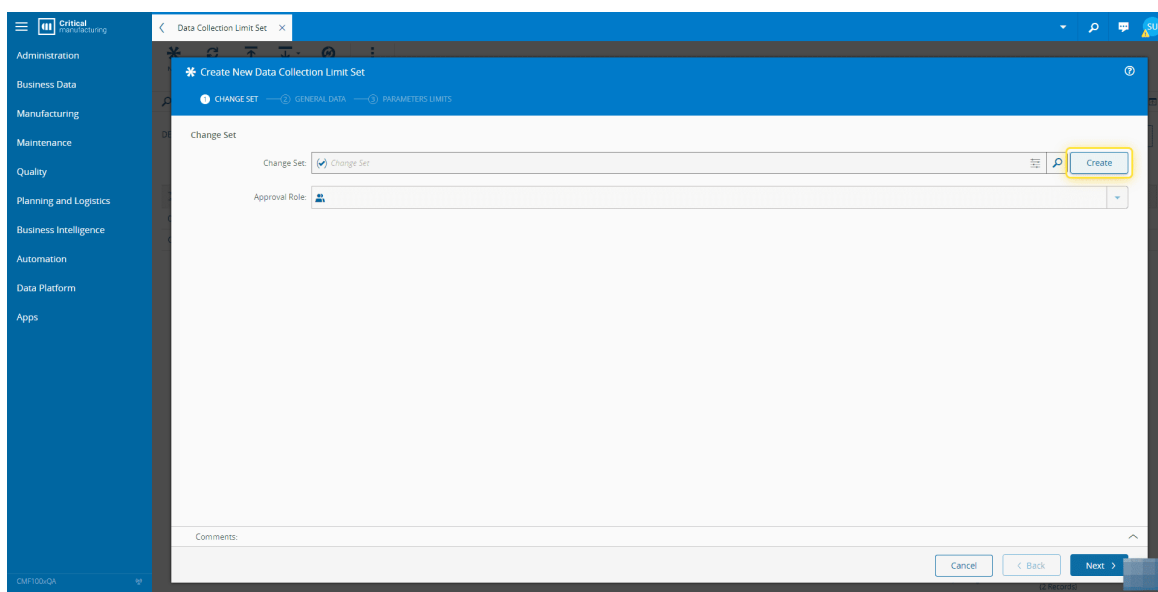 Critical
manufacturing
Data Collection Limit Set
SU
Administration
Business Data
Manufacturing
Maintenance
Quality
Planning and Logistics
Business Intelligence
Automation
Data Platform
Apps
CMF100xQA
Create New Data Collection Limit Set
1 CHANGE SET 2 GENERAL DATA 3 PARAMETERS LIMITS
Change Set
Change Set: Change Set Create
Approval Role:
Comments:
Cancel Back Next
12 Records